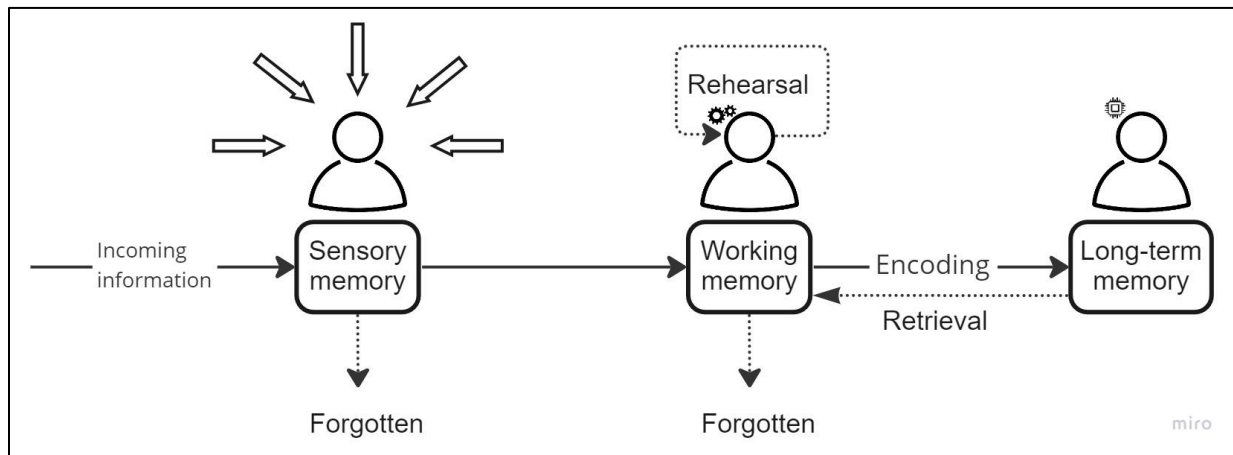 Rehearsal
Incoming
information
Sensory
memory
Working
memory
Encoding
Long-term
memory
Retrieval
Forgotten
Forgotten
miro